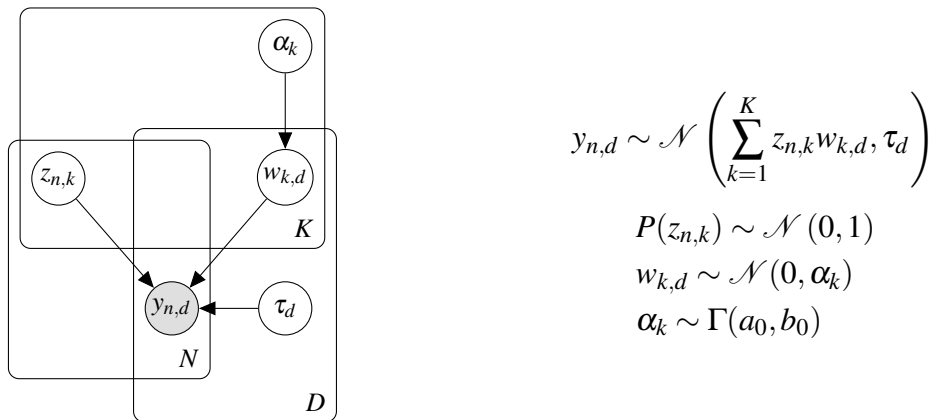 α_k
z_{n,k}
w_{k,d}
K
y_{n,d}
τ_d
N
D
y_{n,d} ∼ 𝒩 ( ∑_{k=1}^{K} z_{n,k} w_{k,d}, τ_d )
P(z_{n,k}) ∼ 𝒩 (0, 1)
w_{k,d} ∼ 𝒩 (0, α_k)
α_k ∼ Γ(a_0, b_0)